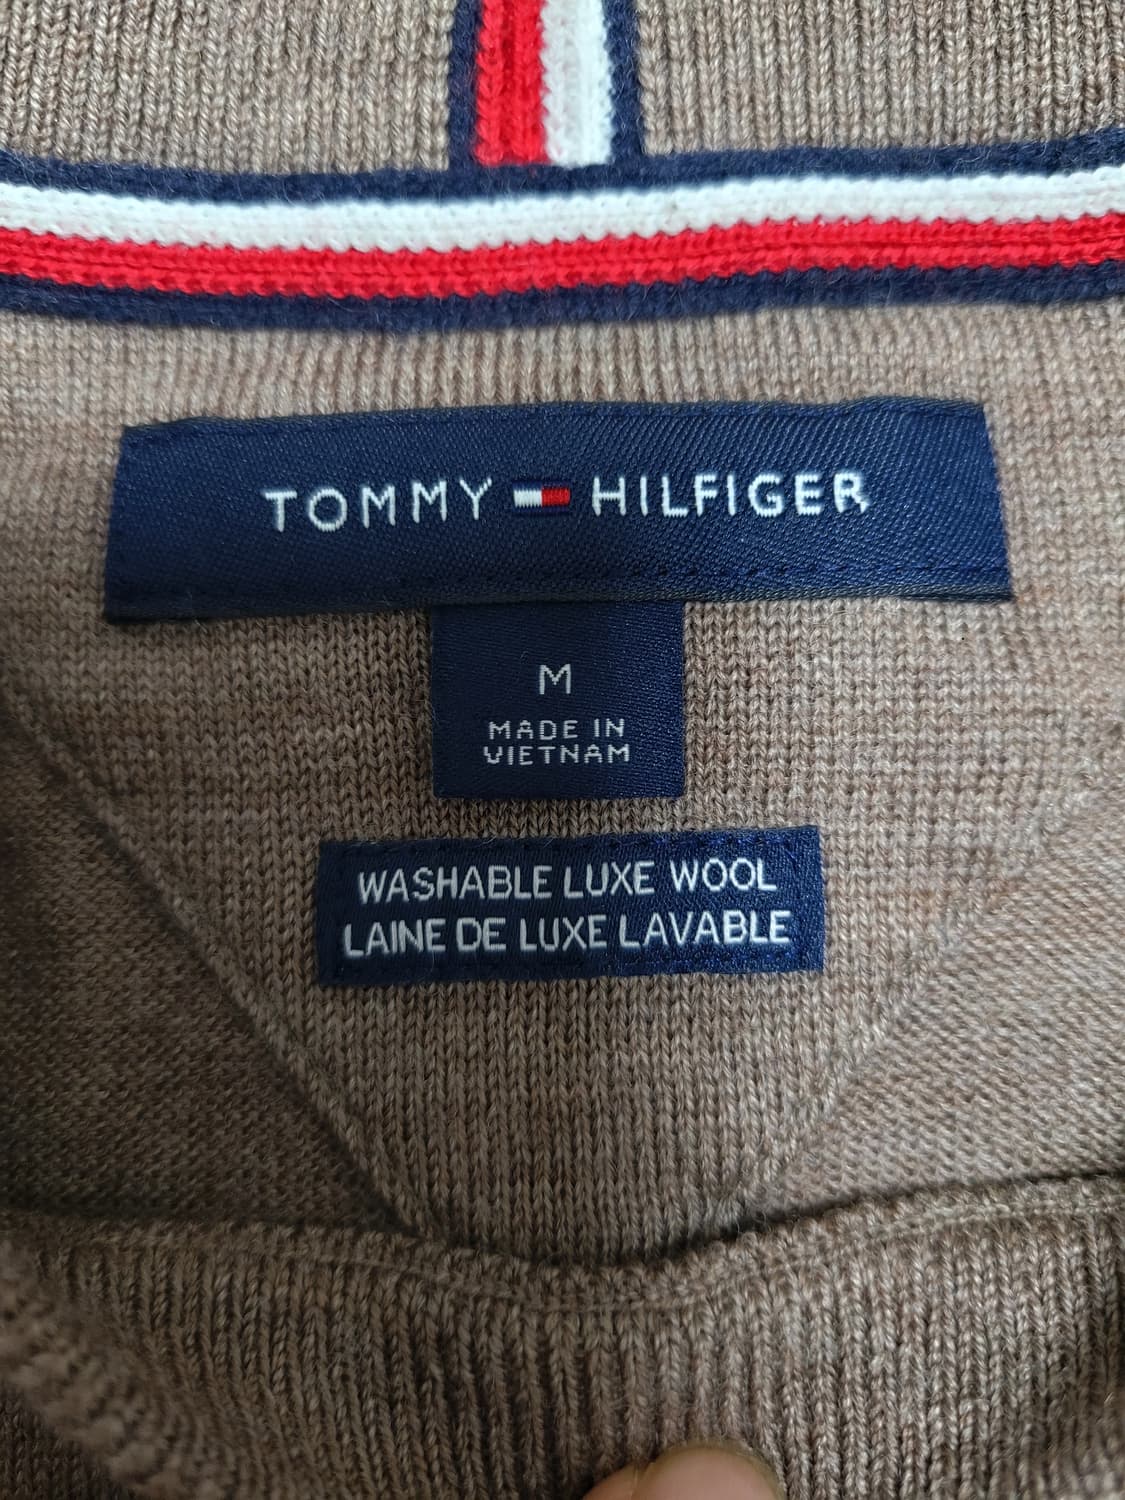 TOMMY HILFIGER
M
MADE IN
VIETNAM
WASHABLE LUXE WOOL
LAINE DE LUXE LAVABLE